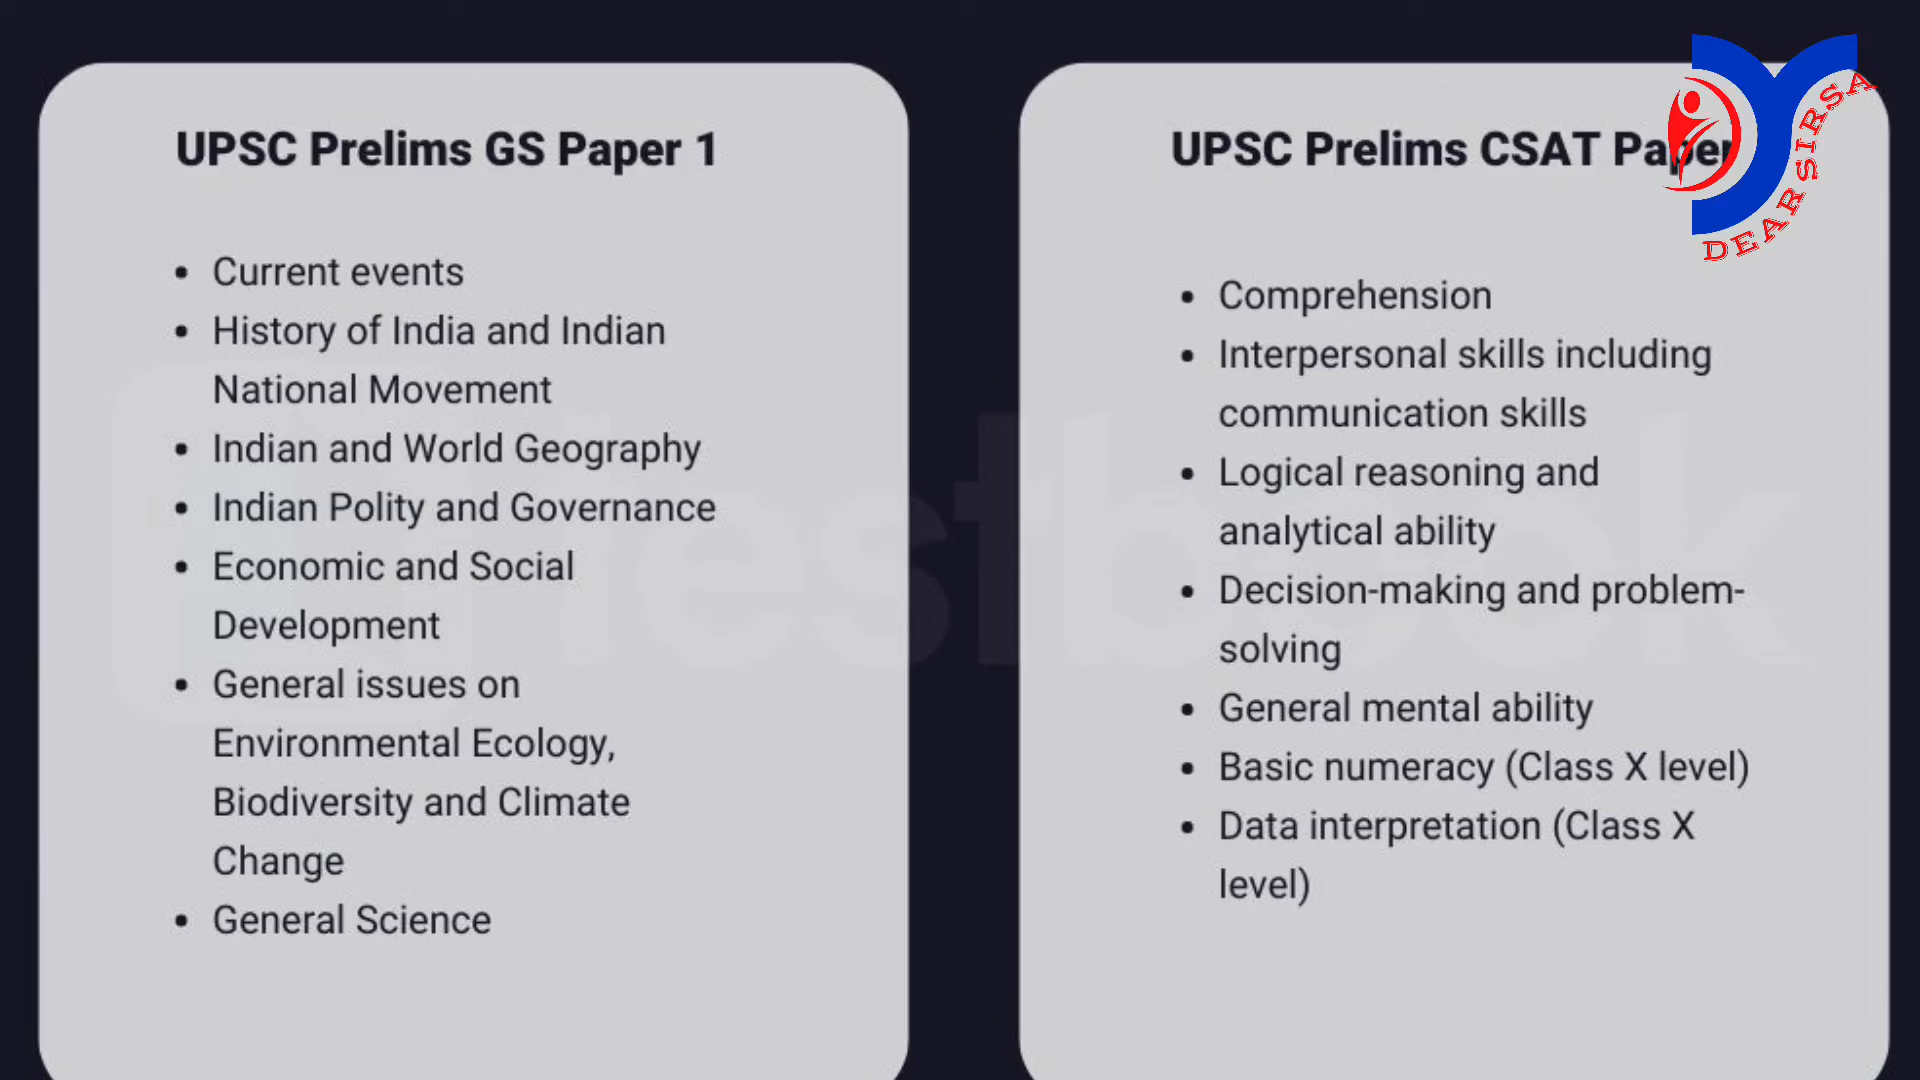 UPSC Prelims GS Paper 1
• Current events
• History of India and Indian
National Movement
• Indian and World Geography
• Indian Polity and Governance
• Economic and Social
Development
• General issues on
Environmental Ecology,
Biodiversity and Climate
Change
• General Science
UPSC Prelims CSAT Paper
• Comprehension
• Interpersonal skills including
communication skills
• Logical reasoning and
analytical ability
• Decision-making and problem-
solving
• General mental ability
• Basic numeracy (Class X level)
• Data interpretation (Class X
level)
DEARSIRSA
testbook